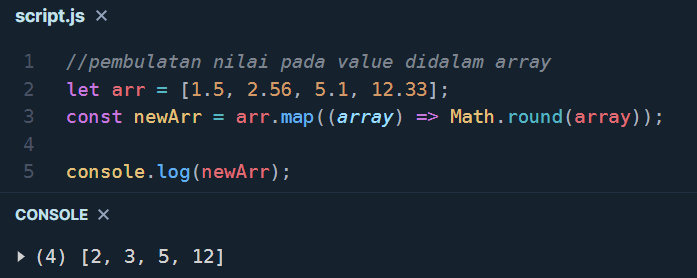 script.js ×
1 //pembulatan nilai pada value didalam array
2 let arr = [1.5, 2.56, 5.1, 12.33];
3 const newArr = arr.map((array) => Math.round(array));
4
5 console.log(newArr);
CONSOLE ×
▸ (4) [2, 3, 5, 12]